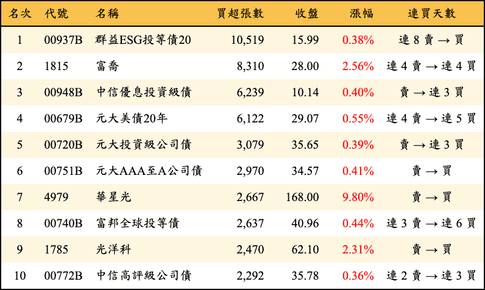 名次 代號 名稱 買超張數 收盤 漲幅 連買天數
1 00937B 群益ESG投等債20 10,519 15.99 0.38% 連 8 賣 → 買
2 1815 富喬 8,310 28.00 2.56% 連 4 賣 → 連 4 買
3 00948B 中信優息投資級債 6,239 10.14 0.40% 賣 → 連 3 買
4 00679B 元大美債20年 6,122 29.07 0.55% 連 4 賣 → 連 5 買
5 00720B 元大投資級公司債 3,079 35.65 0.39% 賣 → 連 3 買
6 00751B 元大AAA至A公司債 2,970 34.57 0.41% 賣 → 買
7 4979 華星光 2,667 168.00 9.80% 賣 → 買
8 00740B 富邦全球投等債 2,637 40.96 0.44% 連 3 賣 → 連 6 買
9 1785 光洋科 2,470 62.10 2.31% 賣 → 買
10 00772B 中信高評級公司債 2,292 35.78 0.36% 連 2 賣 → 連 3 買